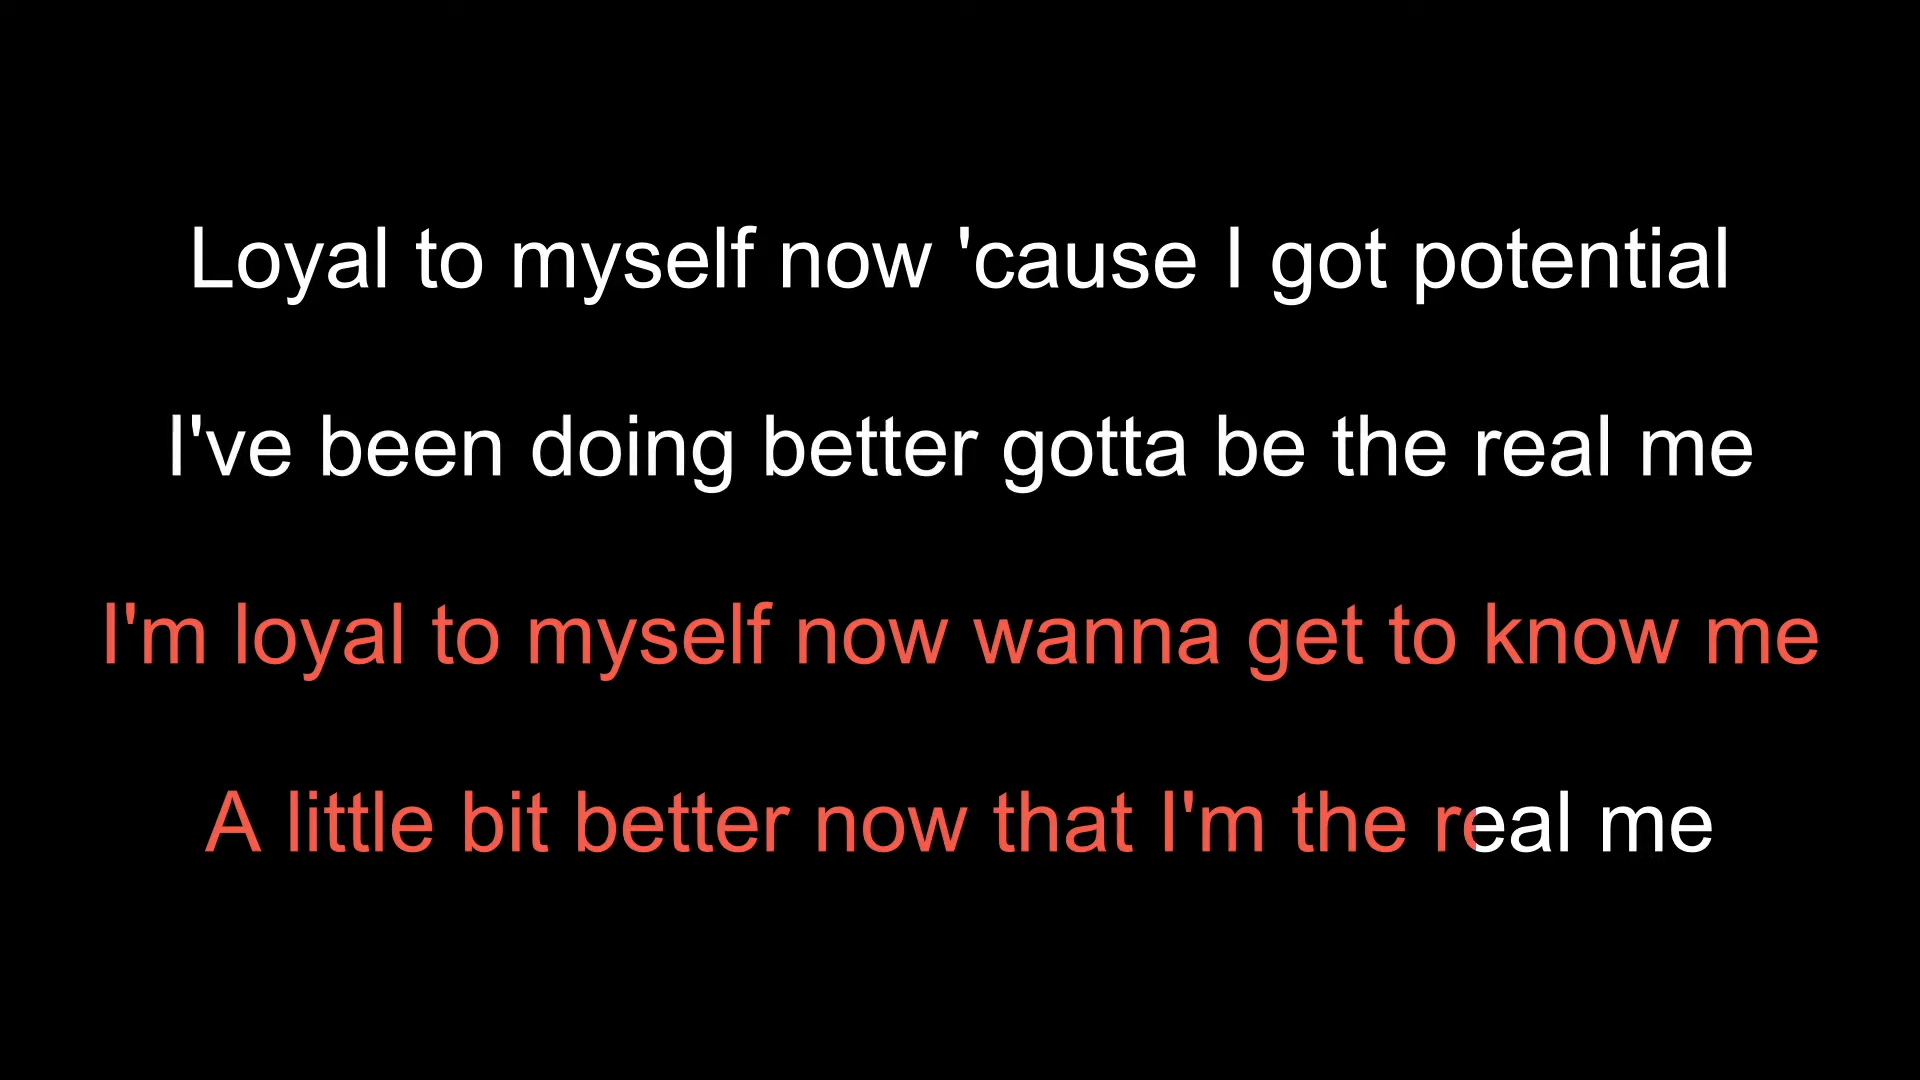 Loyal to myself now 'cause I got potential
I've been doing better gotta be the real me
I'm loyal to myself now wanna get to know me
A little bit better now that I'm the real me